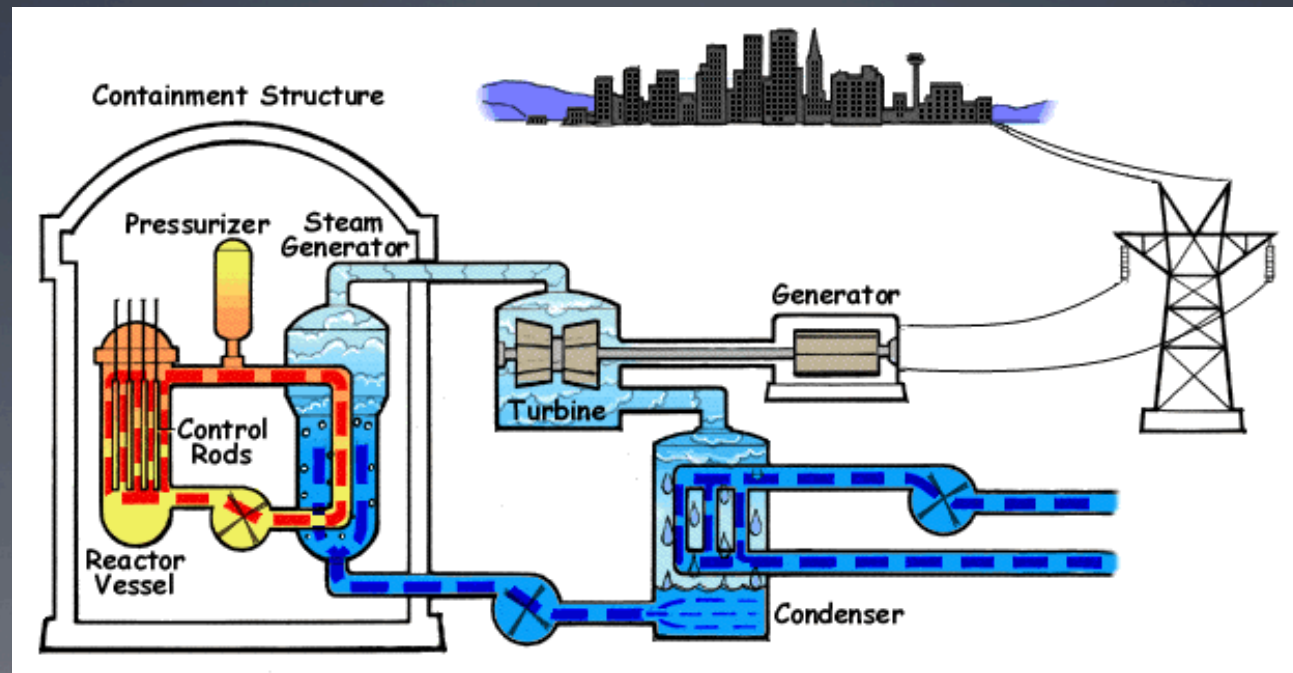 Containment Structure
Pressurizer
Steam
Generator
Generator
Turbine
Control
Rods
Reactor
Vessel
Condenser